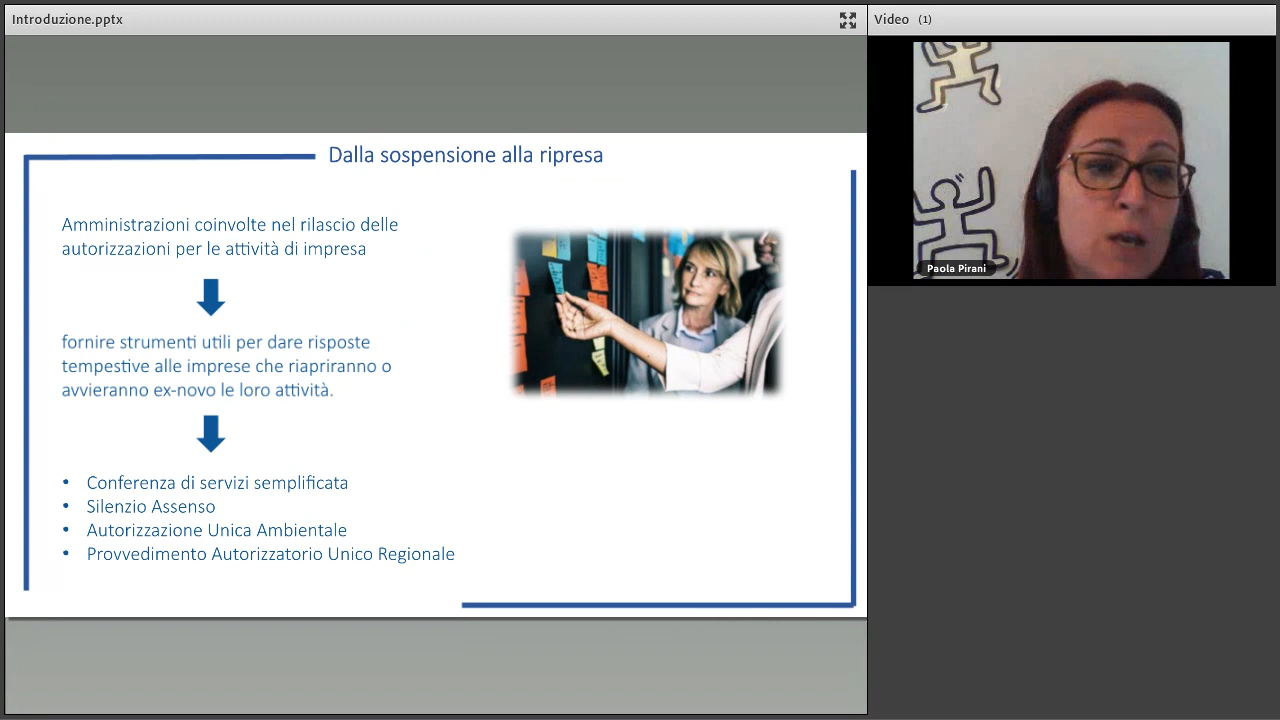 Introduzione.pptx
Video (1)
Dalla sospensione alla ripresa
Amministrazioni coinvolte nel rilascio delle
autorizzazioni per le attività di impresa
fornire strumenti utili per dare risposte
tempestive alle imprese che riapriranno o
avvieranno ex-novo le loro attività.
• Conferenza di servizi semplificata
• Silenzio Assenso
• Autorizzazione Unica Ambientale
• Provvedimento Autorizzatorio Unico Regionale
Paola Pirani